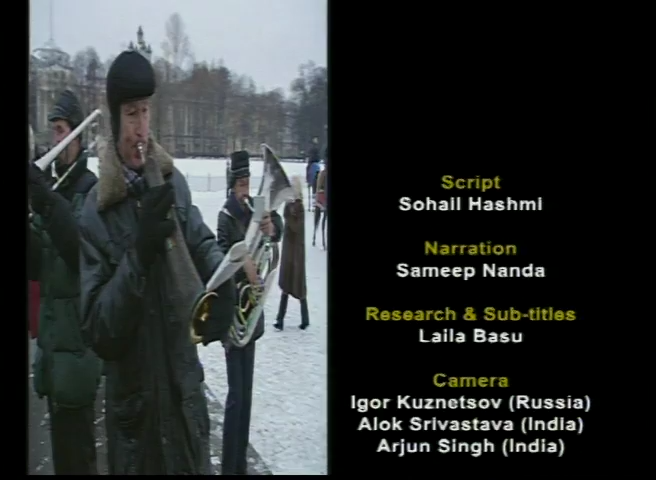 Script
Sohail Hashmi
Narration
Sameep Nanda
Research & Sub-titles
Laila Basu
Camera
Igor Kuznetsov (Russia)
Alok Srivastava (India)
Arjun Singh (India)